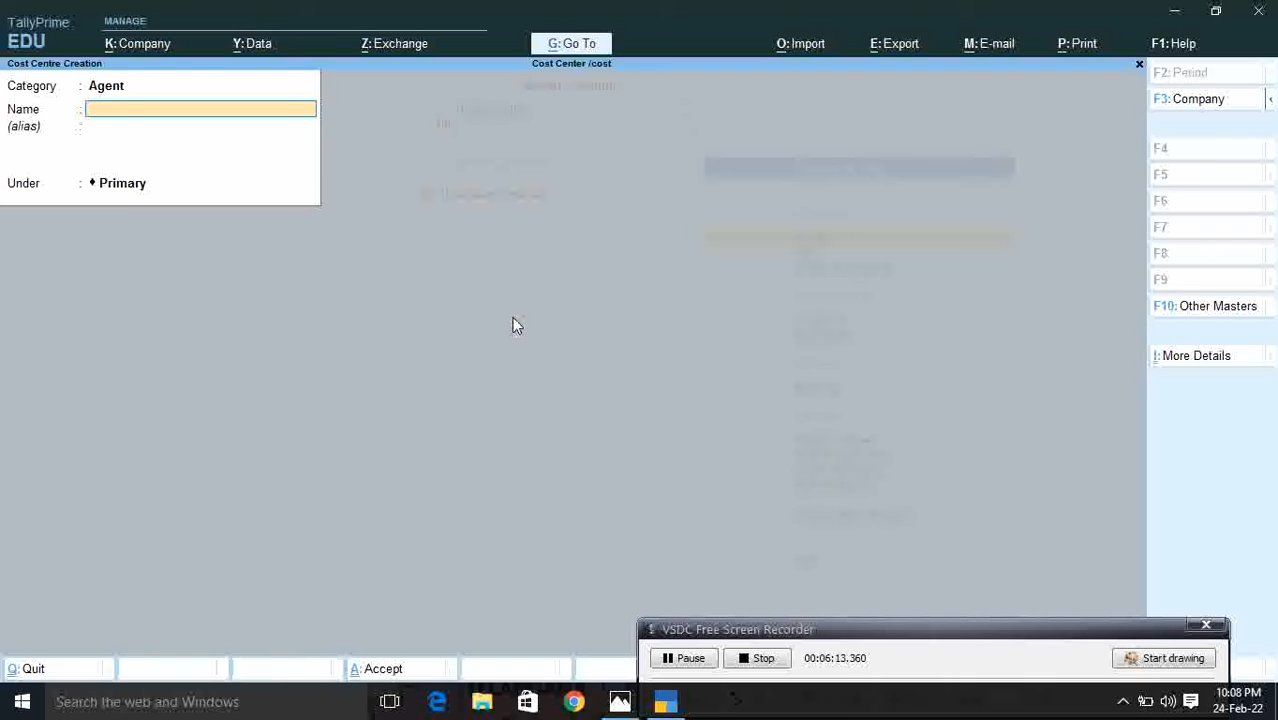 TallyPrime
EDU
MANAGE
K: Company
Y: Data
Z: Exchange
G: Go To
O: Import
E: Export
M: E-mail
P: Print
F1: Help
Cost Centre Creation
Cost Center /cost
×
Category : Agent
Name :
(alias) :
Under : ♦ Primary
F2: Period
F3: Company
F4
F5
F6
F7
F8
F9
F10: Other Masters
I: More Details
Q: Quit
A: Accept
VSDC Free Screen Recorder
Pause
Stop
00:06:13.360
Start drawing
Search the web and Windows
10:08 PM
24-Feb-22